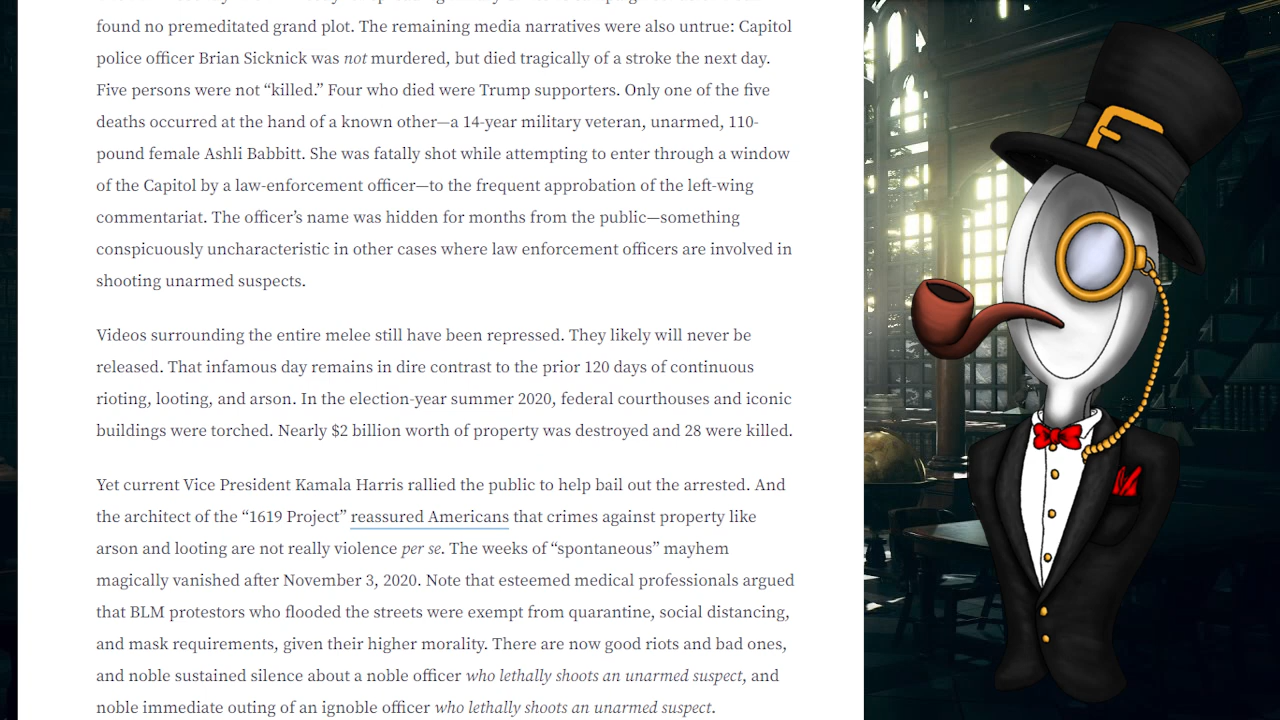 found no premeditated grand plot. The remaining media narratives were also untrue: Capitol
police officer Brian Sicknick was not murdered, but died tragically of a stroke the next day.
Five persons were not “killed.” Four who died were Trump supporters. Only one of the five
deaths occurred at the hand of a known other—a 14-year military veteran, unarmed, 110-
pound female Ashli Babbitt. She was fatally shot while attempting to enter through a window
of the Capitol by a law-enforcement officer—to the frequent approbation of the left-wing
commentariat. The officer’s name was hidden for months from the public—something
conspicuously uncharacteristic in other cases where law enforcement officers are involved in
shooting unarmed suspects.
Videos surrounding the entire melee still have been repressed. They likely will never be
released. That infamous day remains in dire contrast to the prior 120 days of continuous
rioting, looting, and arson. In the election-year summer 2020, federal courthouses and iconic
buildings were torched. Nearly $2 billion worth of property was destroyed and 28 were killed.
Yet current Vice President Kamala Harris rallied the public to help bail out the arrested. And
the architect of the “1619 Project” reassured Americans that crimes against property like
arson and looting are not really violence per se. The weeks of “spontaneous” mayhem
magically vanished after November 3, 2020. Note that esteemed medical professionals argued
that BLM protestors who flooded the streets were exempt from quarantine, social distancing,
and mask requirements, given their higher morality. There are now good riots and bad ones,
and noble sustained silence about a noble officer who lethally shoots an unarmed suspect, and
noble immediate outing of an ignoble officer who lethally shoots an unarmed suspect.